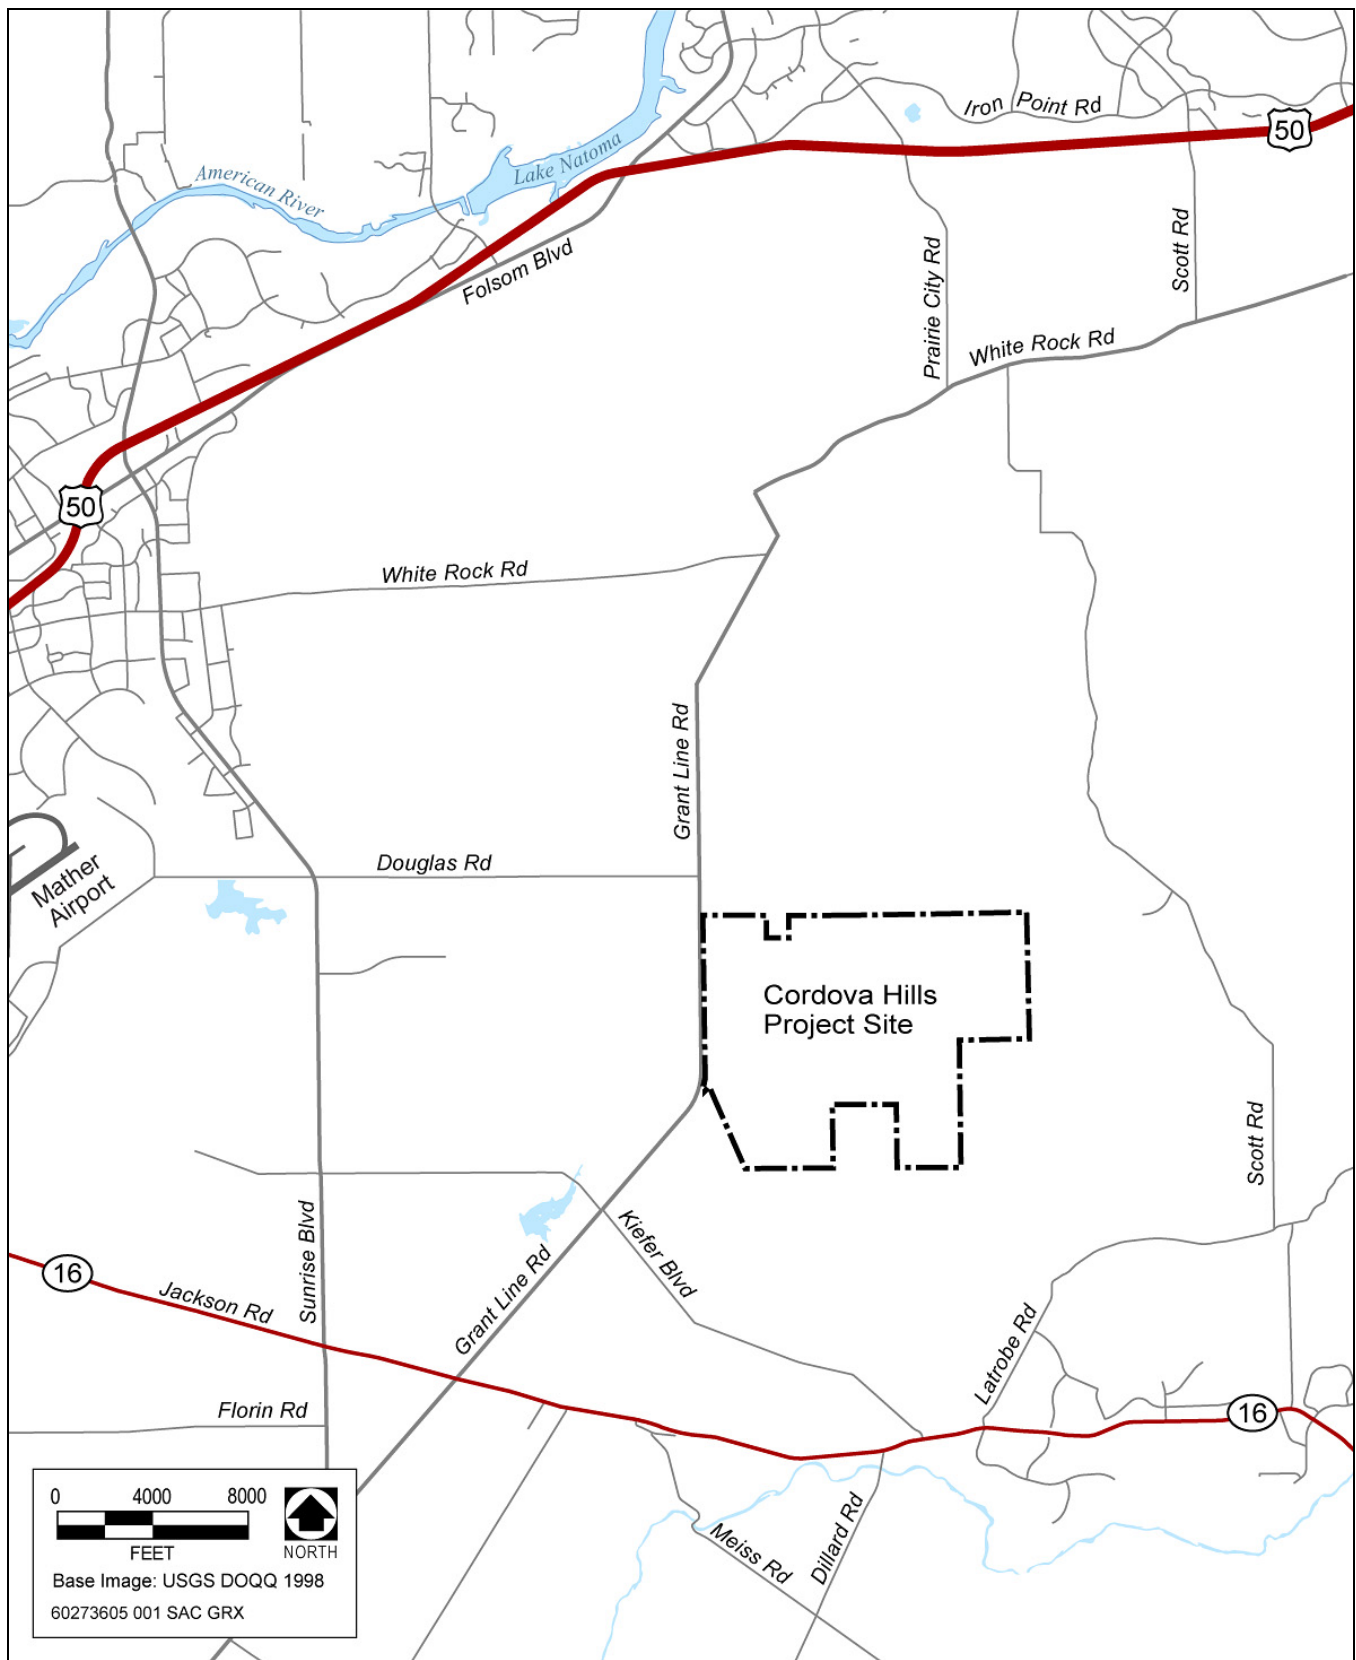 Iron Point Rd
50
Lake Natoma
American River
Scott Rd
Prairie City Rd
Folsom Blvd
White Rock Rd
50
White Rock Rd
Grant Line Rd
Douglas Rd
Mather
Airport
Cordova Hills
Project Site
Scott Rd
Sunrise Blvd
Kiefer Blvd
16
Jackson Rd
Grant Line Rd
Latrobe Rd
Florin Rd
16
0 4000 8000
FEET
NORTH
Base Image: USGS DOQQ 1998
60273605 001 SAC GRX
Meiss Rd
Dillard Rd